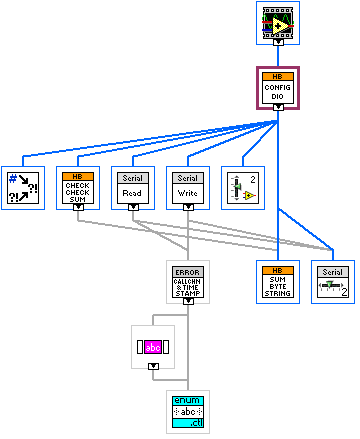 HB
CONFIG
DIO
#
?!
?!
HB
CHECK
CHECK
SUM
Serial
Read
Serial
Write
2
ERROR
CALLCHN
& TIME
STAMP
HB
SUM
BYTE
STRING
Serial
2
abc
enum
abc
.ctl